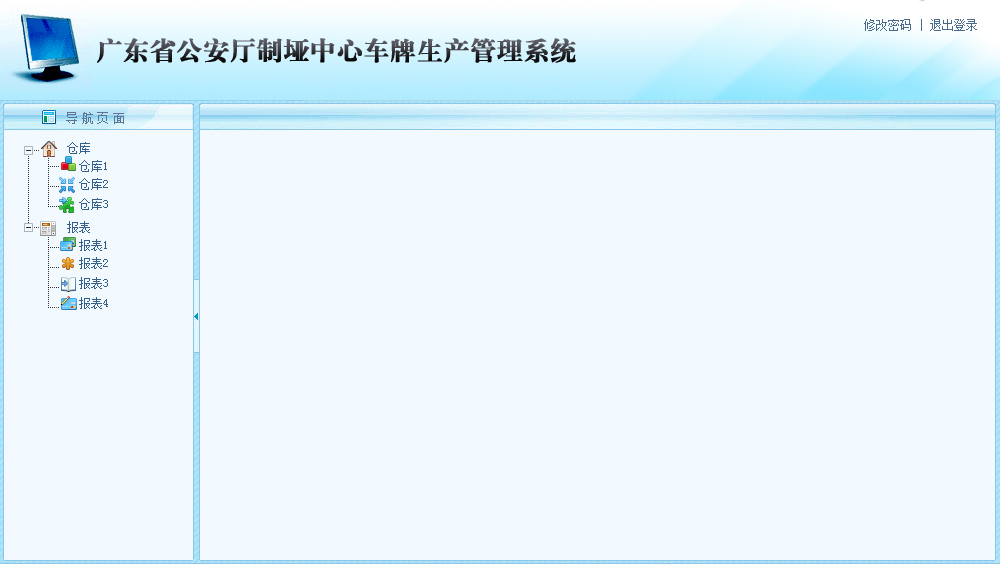 修改密码 | 退出登录
广东省公安厅制垭中心车牌生产管理系统
导航页面
仓库
仓库1
仓库2
仓库3
报表
报表1
报表2
报表3
报表4